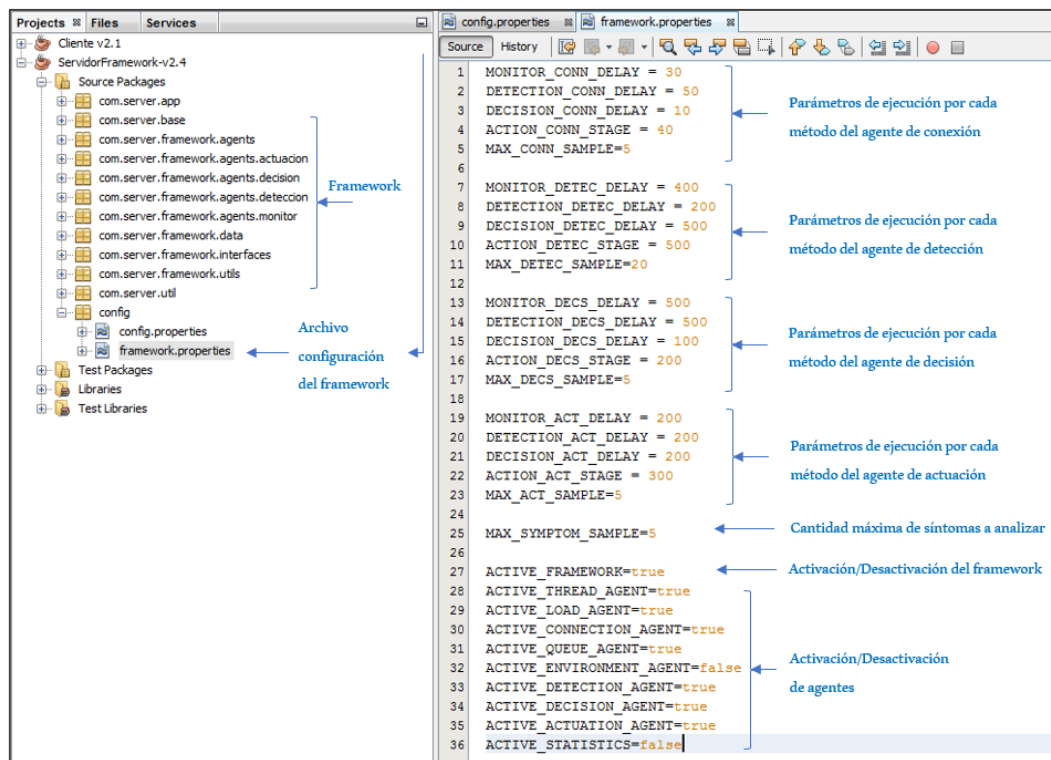 Projects Files Services
Cliente v2.1
ServidorFramework-v2.4
Source Packages
com.server.app
com.server.base
com.server.framework.agents
com.server.framework.agents.actuacion
com.server.framework.agents.decision
com.server.framework.agents.deteccion
com.server.framework.agents.monitor
com.server.framework.data
com.server.framework.interfaces
com.server.framework.utils
com.server.util
config
config.properties
framework.properties
Test Packages
Libraries
Test Libraries
Framework
Archivo
configuración
del framework
config.properties framework.properties
Source History
1 MONITOR_CONN_DELAY = 30
2 DETECTION_CONN_DELAY = 50
3 DECISION_CONN_DELAY = 10
4 ACTION_CONN_STAGE = 40
5 MAX_CONN_SAMPLE=5
6
7 MONITOR_DETEC_DELAY = 400
8 DETECTION_DETEC_DELAY = 200
9 DECISION_DETEC_DELAY = 500
10 ACTION_DETEC_STAGE = 500
11 MAX_DETEC_SAMPLE=20
12
13 MONITOR_DECS_DELAY = 500
14 DETECTION_DECS_DELAY = 500
15 DECISION_DECS_DELAY = 100
16 ACTION_DECS_STAGE = 200
17 MAX_DECS_SAMPLE=5
18
19 MONITOR_ACT_DELAY = 200
20 DETECTION_ACT_DELAY = 200
21 DECISION_ACT_DELAY = 200
22 ACTION_ACT_STAGE = 300
23 MAX_ACT_SAMPLE=5
24
25 MAX_SYMPTOM_SAMPLE=5
26
27 ACTIVE_FRAMEWORK=true
28 ACTIVE_THREAD_AGENT=true
29 ACTIVE_LOAD_AGENT=true
30 ACTIVE_CONNECTION_AGENT=true
31 ACTIVE_QUEUE_AGENT=true
32 ACTIVE_ENVIRONMENT_AGENT=false
33 ACTIVE_DETECTION_AGENT=true
34 ACTIVE_DECISION_AGENT=true
35 ACTIVE_ACTUATION_AGENT=true
36 ACTIVE_STATISTICS=false
Parámetros de ejecución por cada
método del agente de conexión
Parámetros de ejecución por cada
método del agente de detección
Parámetros de ejecución por cada
método del agente de decisión
Parámetros de ejecución por cada
método del agente de actuación
Cantidad máxima de síntomas a analizar
Activación/Desactivación del framework
Activación/Desactivación
de agentes